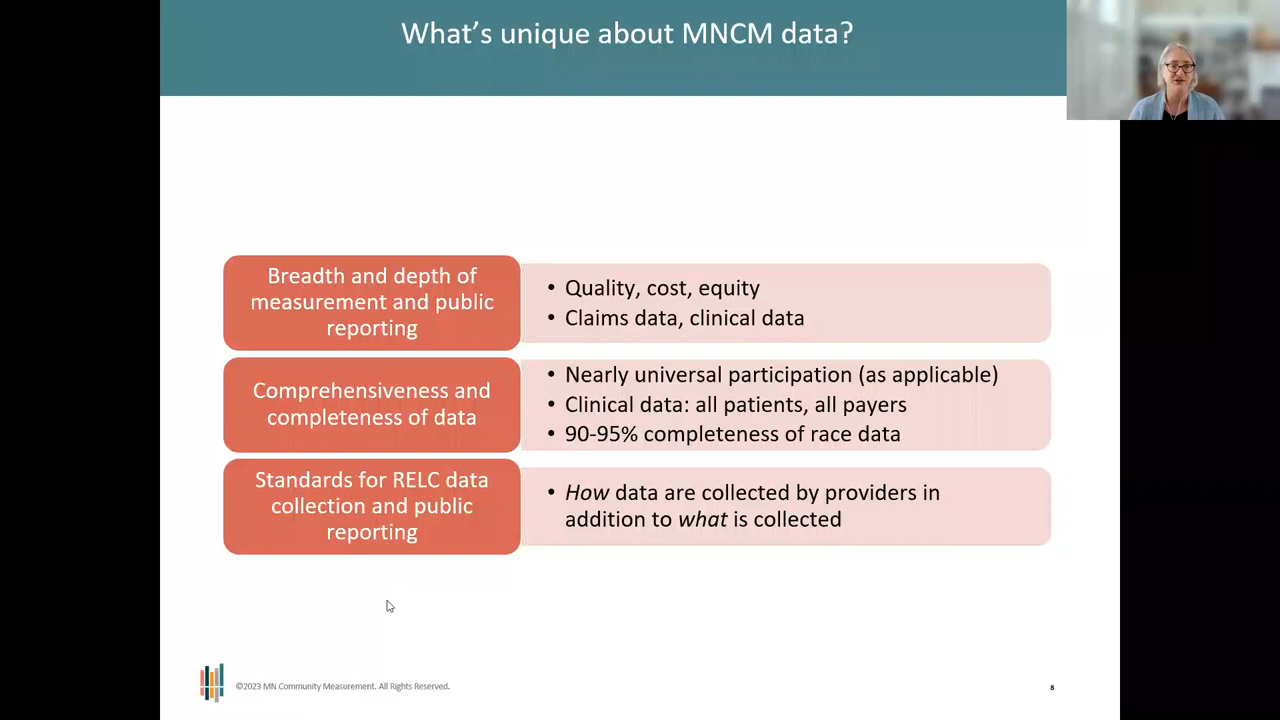 What's unique about MNCM data?
Breadth and depth of
measurement and public
reporting
• Quality, cost, equity
• Claims data, clinical data
Comprehensiveness and
completeness of data
• Nearly universal participation (as applicable)
• Clinical data: all patients, all payers
• 90-95% completeness of race data
Standards for RELC data
collection and public
reporting
• How data are collected by providers in
addition to what is collected
©2023 MN Community Measurement. All Rights Reserved.
8